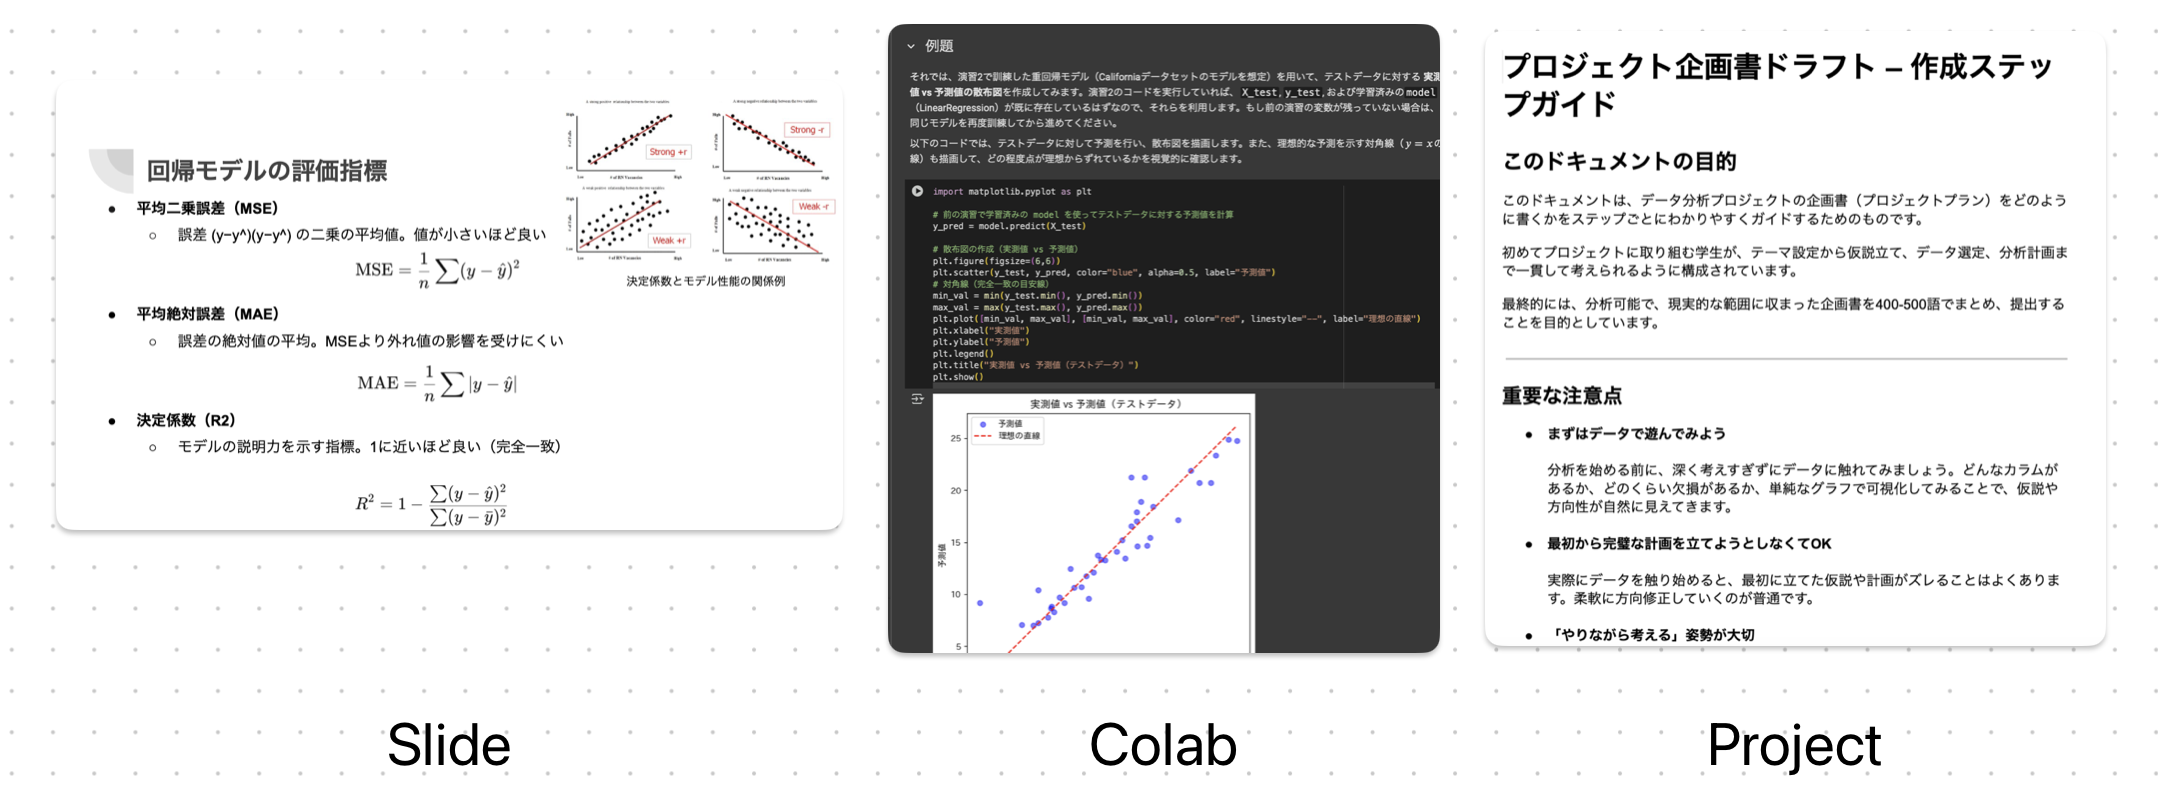 回帰モデルの評価指標
● 平均二乗誤差（MSE）
○ 誤差 (y−y^)(y−y^) の二乗の平均値。値が小さいほど良い
MSE = 1/n ∑(y − ŷ)²
● 平均絶対誤差（MAE）
○ 誤差の絶対値の平均。MSEより外れ値の影響を受けにくい
MAE = 1/n ∑|y − ŷ|
● 決定係数（R2）
○ モデルの説明力を示す指標。1に近いほど良い（完全一致）
R² = 1 − ∑(y − ŷ)² / ∑(y − ȳ)²
A strong positive relationship between the two variables
Strong +r
A strong negative relationship between the two variables
Strong -r
A weak positive relationship between the two variables
Weak +r
A weak negative relationship between the two variables
Weak -r
決定係数とモデル性能の関係例
Slide
例題
それでは、演習2で訓練した重回帰モデル（Californiaデータセットのモデルを想定）を用いて、テストデータに対する 実測
値 vs 予測値の散布図を作成してみます。演習2のコードを実行していれば、 X_test, y_test, および学習済みの model
（LinearRegression）が既に存在しているはずなので、それらを利用します。もし前の演習の変数が残っていない場合は、
同じモデルを再度訓練してから進めてください。
以下のコードでは、テストデータに対して予測を行い、散布図を描画します。また、理想的な予測を示す対角線（y = xの
線）も描画して、どの程度点が理想からずれているかを視覚的に確認します。
import matplotlib.pyplot as plt
# 前の演習で学習済みの model を使ってテストデータに対する予測値を計算
y_pred = model.predict(X_test)
# 散布図の作成（実測値 vs 予測値）
plt.figure(figsize=(6,6))
plt.scatter(y_test, y_pred, color="blue", alpha=0.5, label="予測値")
# 対角線（完全一致の目安線）
min_val = min(y_test.min(), y_pred.min())
max_val = max(y_test.max(), y_pred.max())
plt.plot([min_val, max_val], [min_val, max_val], color="red", linestyle="--", label="理想の直線")
plt.xlabel("実測値")
plt.ylabel("予測値")
plt.legend()
plt.title("実測値 vs 予測値（テストデータ）")
plt.show()
実測値 vs 予測値（テストデータ）
予測値
理想の直線
25
20
15
10
5
予測値
Colab
プロジェクト企画書ドラフト – 作成ステッ
プガイド
このドキュメントの目的
このドキュメントは、データ分析プロジェクトの企画書（プロジェクトプラン）をどのよう
に書くかをステップごとにわかりやすくガイドするためのものです。
初めてプロジェクトに取り組む学生が、テーマ設定から仮説立て、データ選定、分析計画ま
で一貫して考えられるように構成されています。
最終的には、分析可能で、現実的な範囲に収まった企画書を400-500語でまとめ、提出する
ことを目的としています。
重要な注意点
● まずはデータで遊んでみよう
分析を始める前に、深く考えすぎずにデータに触れてみましょう。どんなカラムが
あるか、どのくらい欠損があるか、単純なグラフで可視化してみることで、仮説や
方向性が自然に見えてきます。
● 最初から完璧な計画を立てようとしなくてOK
実際にデータを触り始めると、最初に立てた仮説や計画がズレることはよくありま
す。柔軟に方向修正していくのが普通です。
● 「やりながら考える」姿勢が大切
Project